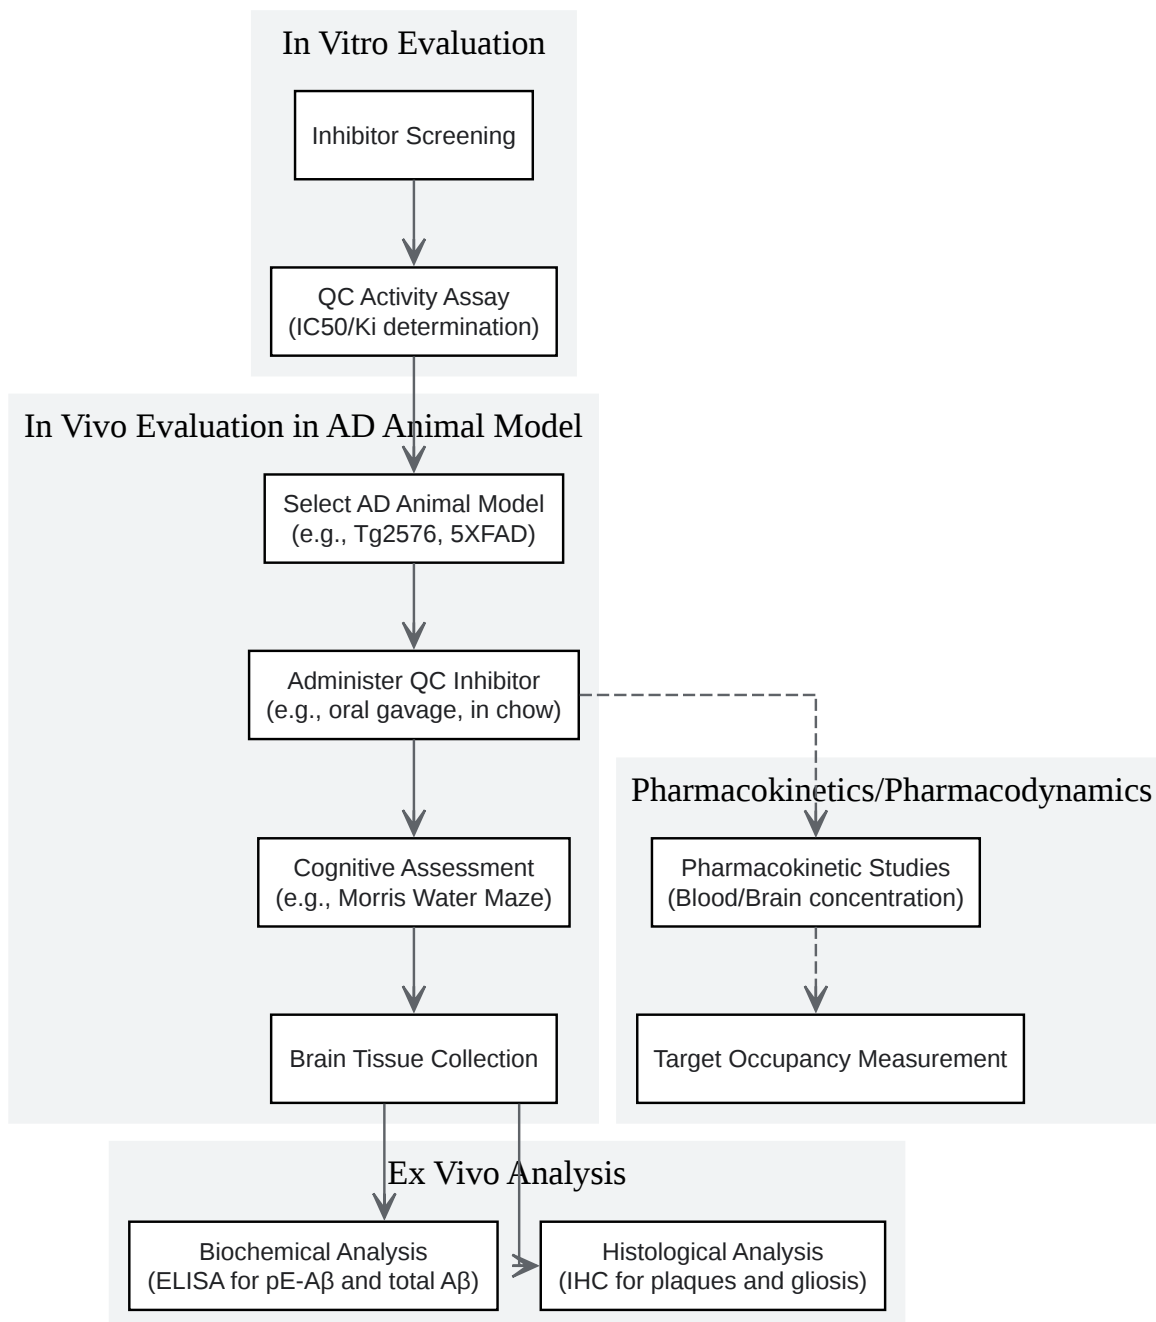 In Vitro Evaluation
Inhibitor Screening
QC Activity Assay
(IC50/Ki determination)
In Vivo Evaluation in AD Animal Model
Select AD Animal Model
(e.g., Tg2576, 5XFAD)
Administer QC Inhibitor
(e.g., oral gavage, in chow)
Cognitive Assessment
(e.g., Morris Water Maze)
Brain Tissue Collection
Pharmacokinetics/Pharmacodynamics
Pharmacokinetic Studies
(Blood/Brain concentration)
Target Occupancy Measurement
Ex Vivo Analysis
Biochemical Analysis
(ELISA for pE-Aβ and total Aβ)
Histological Analysis
(IHC for plaques and gliosis)